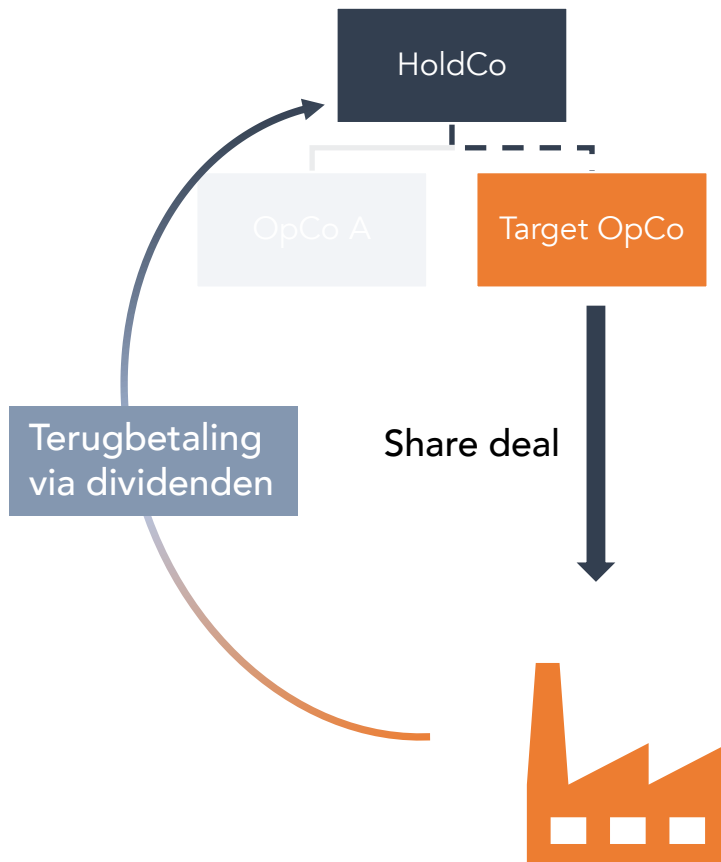 HoldCo
OpCo A
Target OpCo
Terugbetaling
via dividenden
Share deal